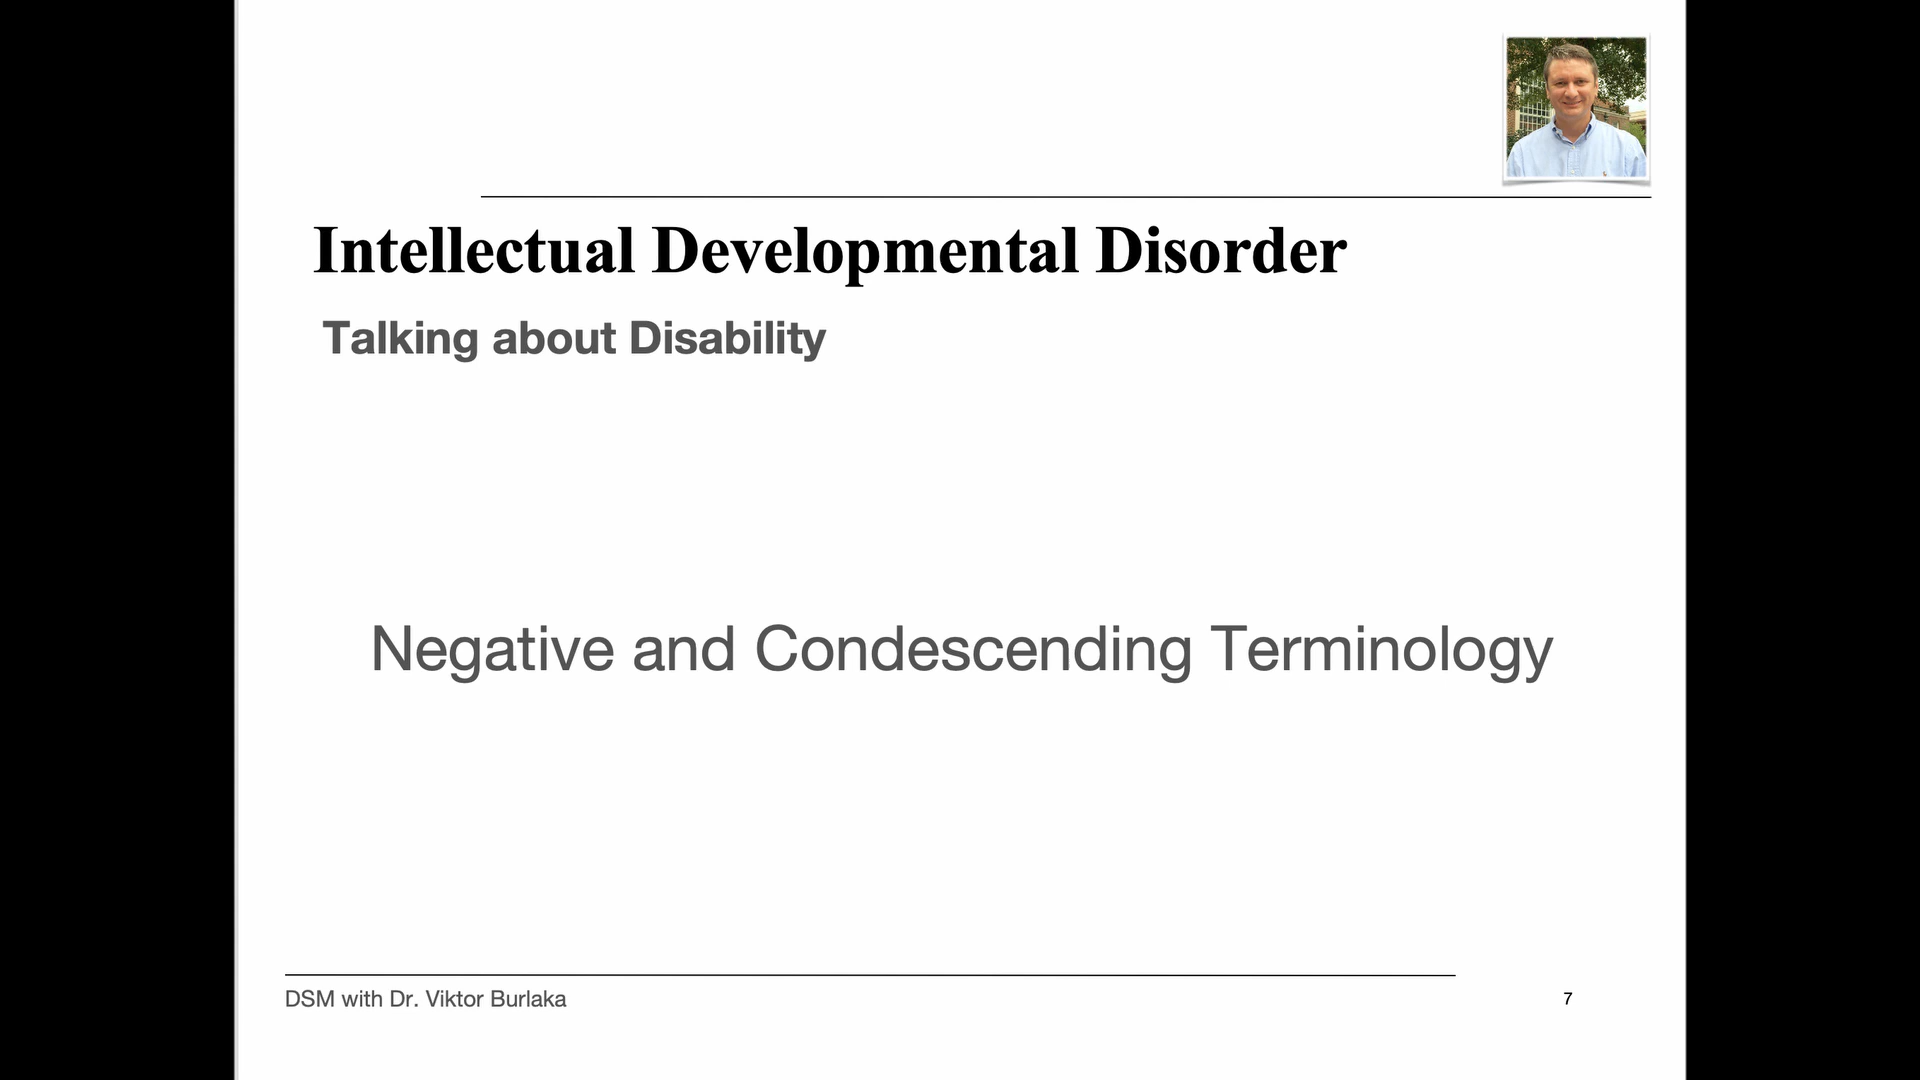 Intellectual Developmental Disorder
Talking about Disability
Negative and Condescending Terminology
DSM with Dr. Viktor Burlaka
7